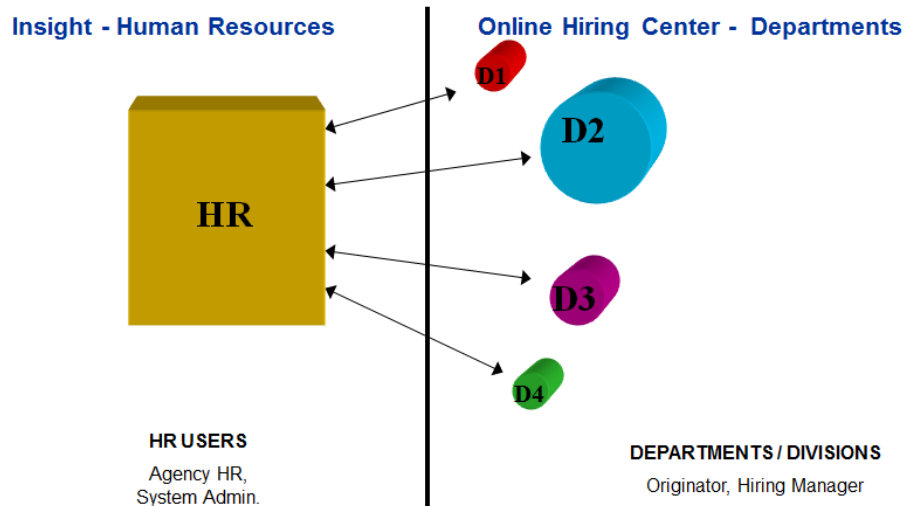 Insight - Human Resources
Online Hiring Center - Departments
D1
D2
HR
D3
D4
HR USERS
Agency HR,
System Admin.
DEPARTMENTS / DIVISIONS
Originator, Hiring Manager